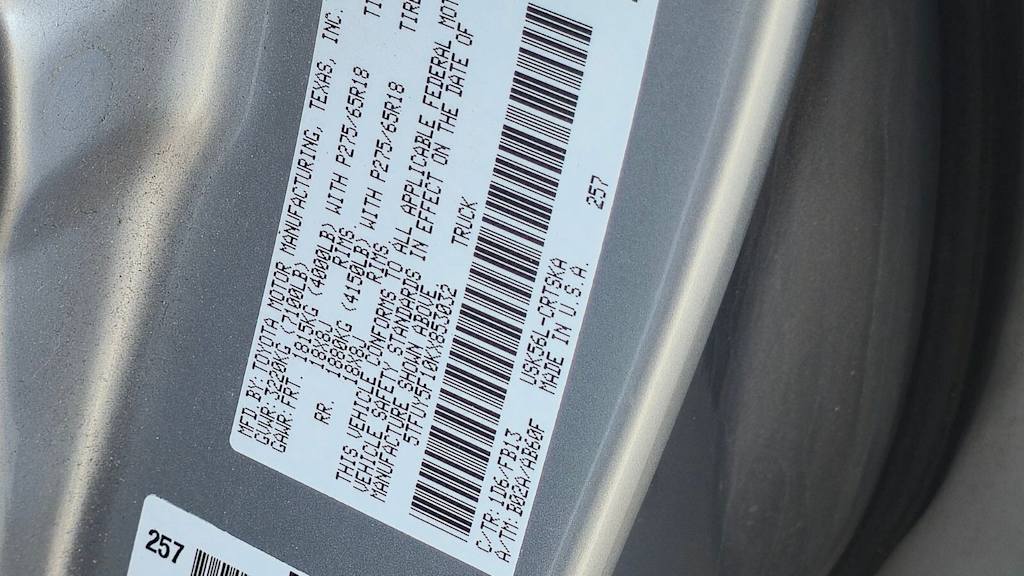 MFD BY: TOYOTA MOTOR MANUFACTURING, TEXAS, INC.
GVWR: 3220KG (7100LB)
GAWR: FRT 1815KG (4000LB) WITH P275/65R18 TI
18X8J RIMS
RR. 1880KG (4150LB) WITH P275/65R18 TIR
18X8J RIMS
THIS VEHICLE CONFORMS TO ALL APPLICABLE FEDERAL MOT
VEHICLE SAFETY STANDARDS IN EFFECT ON THE DATE OF
MANUFACTURE SHOWN ABOVE.
TRUCK
C/TR: 1D6/FB13
A/TM: B02A/AB60F
USK56L-CRTSKA
MADE IN U.S.A.
257
257